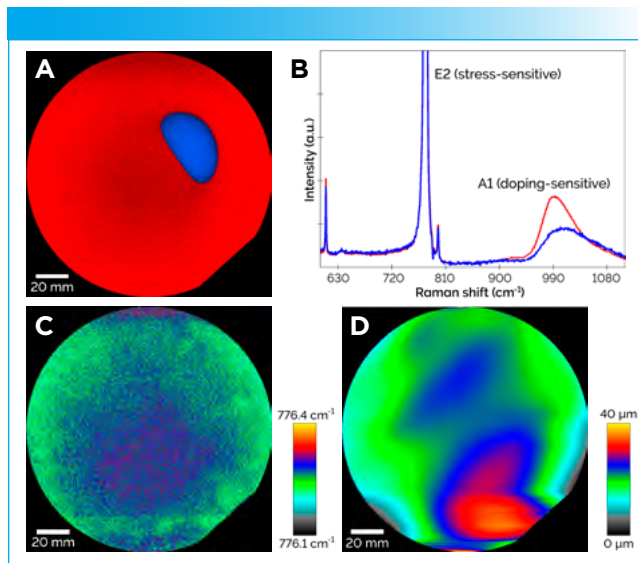 A
20 mm
B
E2 (stress-sensitive)
A1 (doping-sensitive)
Intensity (a.u.)
630 720 810 900 990 1080
Raman shift (cm⁻¹)
C
20 mm
776.4 cm⁻¹
776.1 cm⁻¹
D
20 mm
40 µm
0 µm